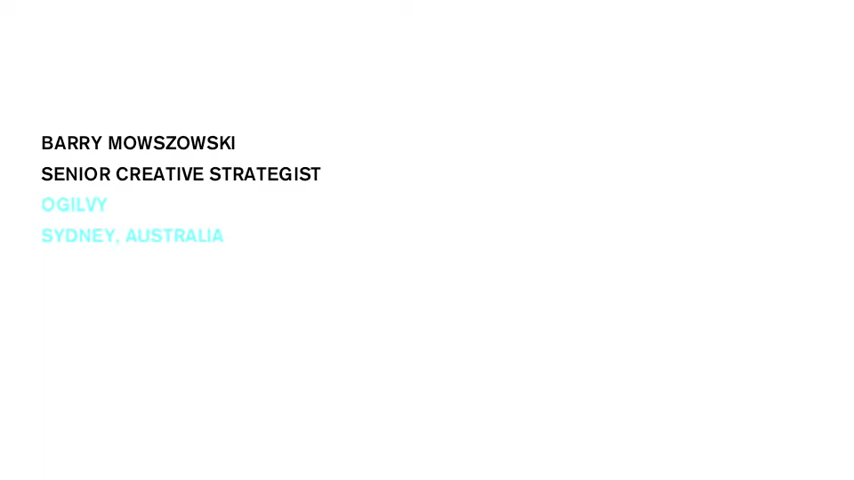 BARRY MOWSZOWSKI
SENIOR CREATIVE STRATEGIST
OGILVY
SYDNEY, AUSTRALIA